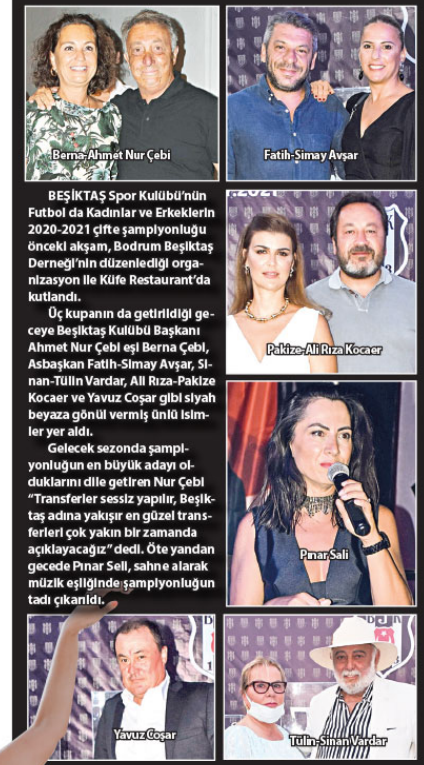 Berna-Ahmet Nur Çebi
Fatih-Simay Avşar
BEŞİKTAŞ Spor Kulübü'nün
Futbol da Kadınlar ve Erkeklerin
2020-2021 çifte şampiyonluğu
önceki akşam, Bodrum Beşiktaş
Derneği'nin düzenlediği orga-
nizasyon ile Küfe Restaurant'da
kutlandı.
Üç kupanın da getirildiği ge-
ceye Beşiktaş Kulübü Başkanı
Ahmet Nur Çebi eşi Berna Çebi,
Asbaşkan Fatih-Simay Avşar, Si-
nan-Tülin Vardar, Ali Rıza-Pakize
Kocaer ve Yavuz Coşar gibi siyah
beyaza gönül vermiş ünlü isim-
ler yer aldı.
Gelecek sezonda şampi-
yonluğun en büyük adayı ol-
duklarını dile getiren Nur Çebi
“Transferler sessiz yapılır, Beşik-
taş adına yakışır en güzel trans-
ferleri çok yakın bir zamanda
açıklayacağız” dedi. Öte yandan
gecede Pınar Seli, sahne alarak
müzik eşliğinde şampiyonluğun
tadı çıkarıldı.
.2021
Pakize-Ali Rıza Kocaer
Pınar Sali
Yavuz Coşar
Tülin-Sinan Vardar